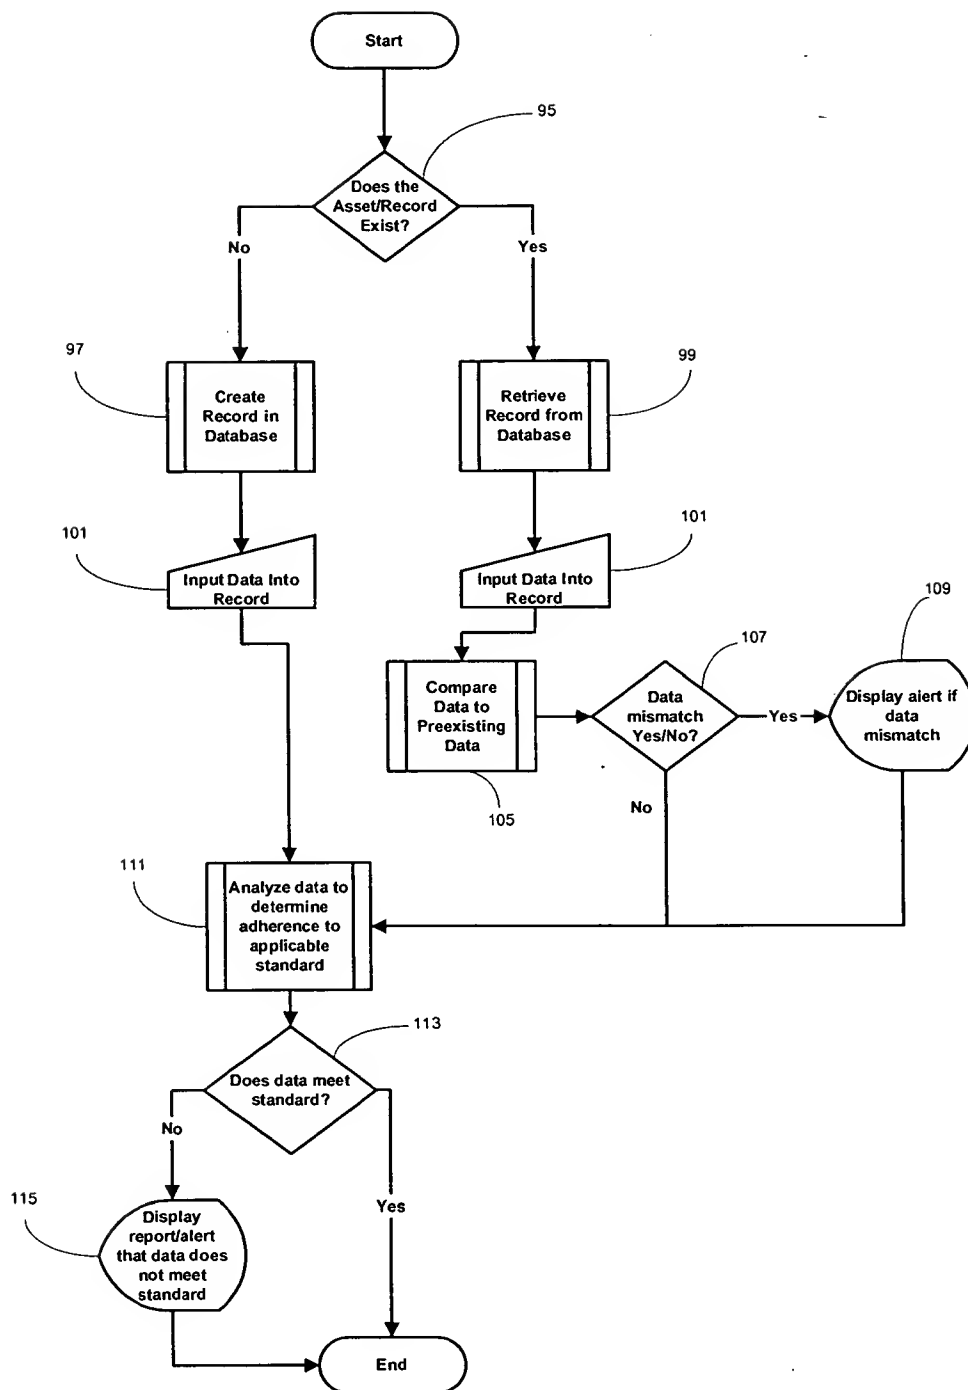 Start
95
Does the
Asset/Record
Exist?
No
Yes
97
Create
Record in
Database
99
Retrieve
Record from
Database
101
Input Data Into
Record
101
Input Data Into
Record
105
Compare
Data to
Preexisting
Data
107
Data
mismatch
Yes/No?
Yes
No
109
Display alert if
data
mismatch
111
Analyze data to
determine
adherence to
applicable
standard
113
Does data meet
standard?
No
Yes
115
Display
report/alert
that data does
not meet
standard
End